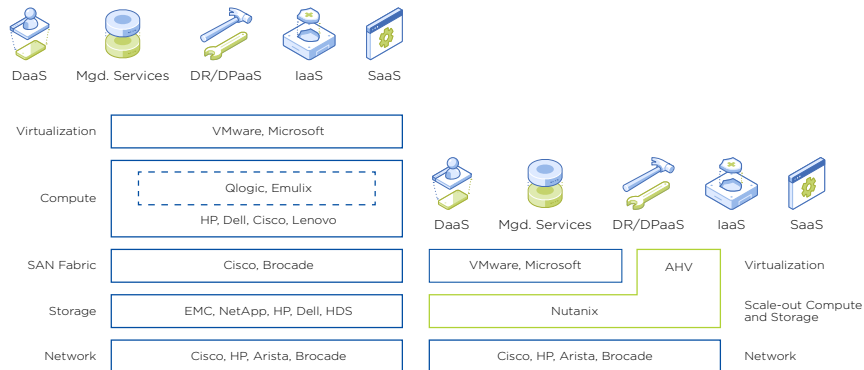 DaaS
Mgd. Services
DR/DPaaS
IaaS
SaaS
Virtualization
VMware, Microsoft
Compute
Qlogic, Emulix
HP, Dell, Cisco, Lenovo
SAN Fabric
Cisco, Brocade
Storage
EMC, NetApp, HP, Dell, HDS
Network
Cisco, HP, Arista, Brocade
DaaS
Mgd. Services
DR/DPaaS
IaaS
SaaS
VMware, Microsoft
AHV
Virtualization
Nutanix
Scale-out Compute
and Storage
Cisco, HP, Arista, Brocade
Network